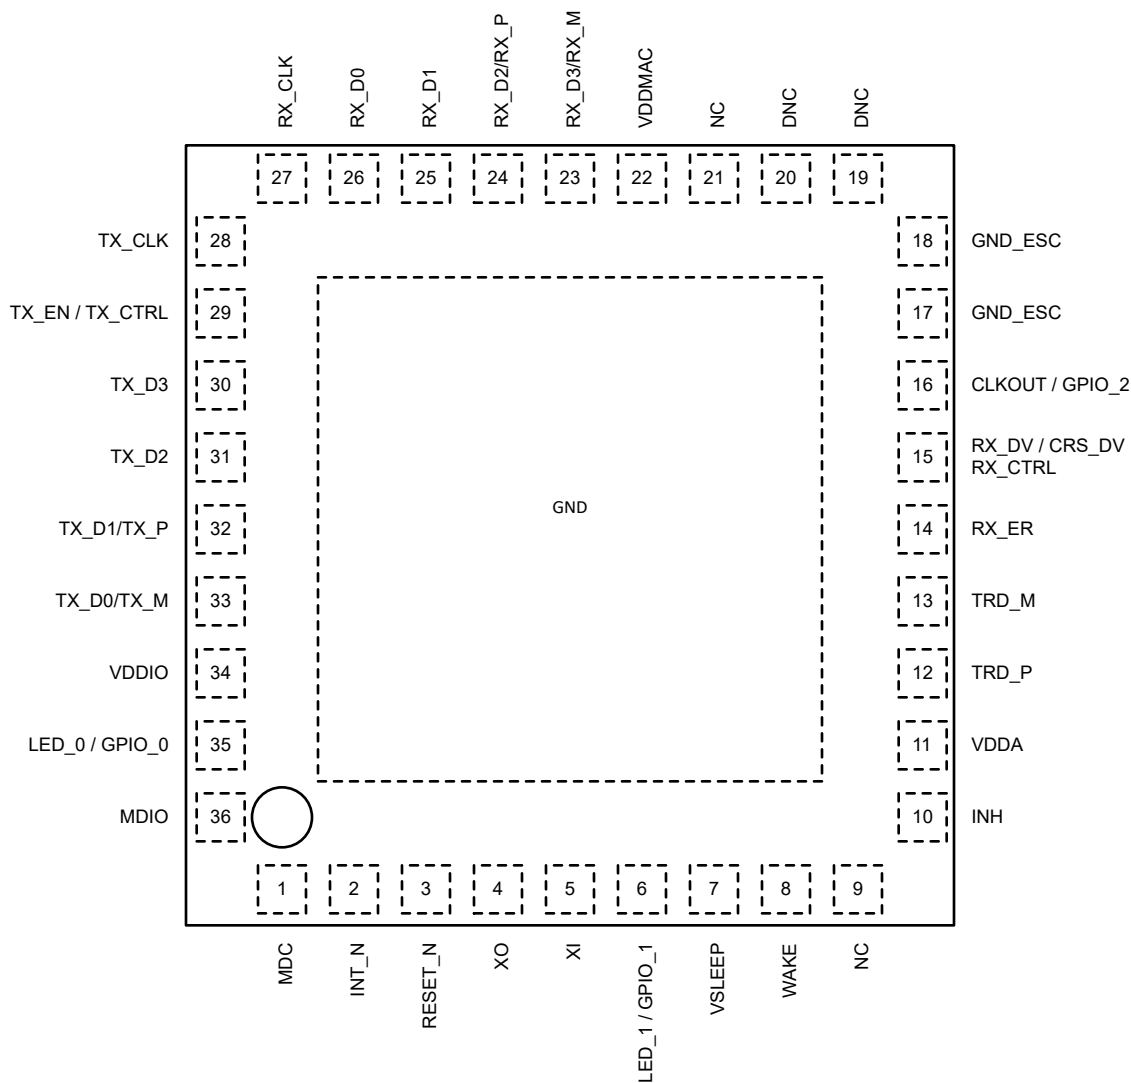 RX_CLK
RX_D0
RX_D1
RX_D2/RX_P
RX_D3/RX_M
VDDMAC
NC
DNC
DNC
27
26
25
24
23
22
21
20
19
TX_CLK
28
18
GND_ESC
TX_EN / TX_CTRL
29
17
GND_ESC
TX_D3
30
16
CLKOUT / GPIO_2
TX_D2
31
15
RX_DV / CRS_DV
RX_CTRL
TX_D1/TX_P
32
GND
14
RX_ER
TX_D0/TX_M
33
13
TRD_M
VDDIO
34
12
TRD_P
LED_0 / GPIO_0
35
11
VDDA
MDIO
36
10
INH
1
2
3
4
5
6
7
8
9
MDC
INT_N
RESET_N
XO
XI
LED_1 / GPIO_1
VSLEEP
WAKE
NC